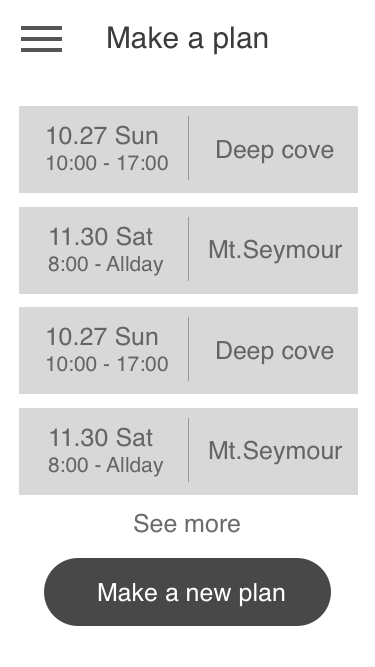 Make a plan
10.27 Sun
10:00 - 17:00
Deep cove
11.30 Sat
8:00 - Allday
Mt.Seymour
10.27 Sun
10:00 - 17:00
Deep cove
11.30 Sat
8:00 - Allday
Mt.Seymour
See more
Make a new plan